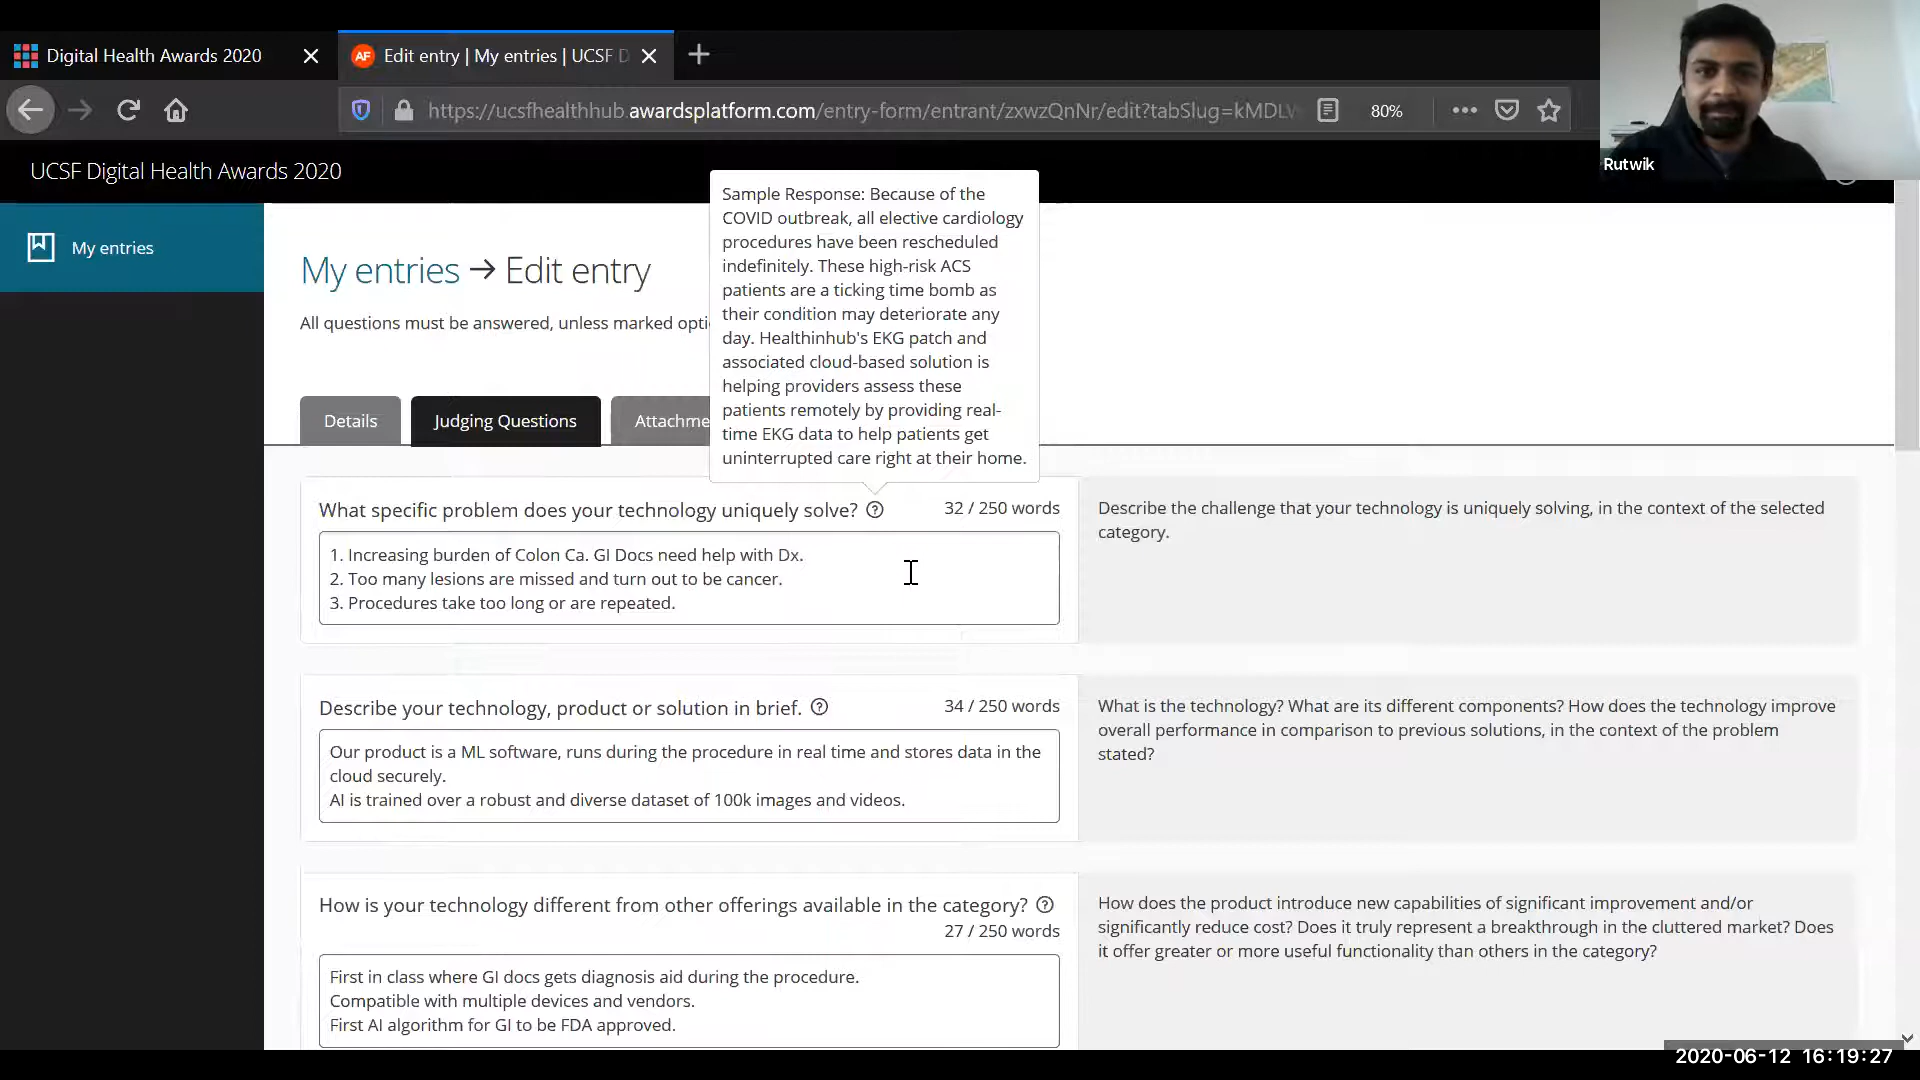 Digital Health Awards 2020
AF
Edit entry | My entries | UCSF D
https://ucsfhealthhub.awardsplatform.com/entry-form/entrant/zxwzQnNr/edit?tabSlug=kMDLW
80%
Rutwik
UCSF Digital Health Awards 2020
My entries
Sample Response: Because of the
COVID outbreak, all elective cardiology
procedures have been rescheduled
indefinitely. These high-risk ACS
patients are a ticking time bomb as
their condition may deteriorate any
day. Healthinhub's EKG patch and
associated cloud-based solution is
helping providers assess these
patients remotely by providing real-
time EKG data to help patients get
uninterrupted care right at their home.
My entries → Edit entry
All questions must be answered, unless marked opti
Details
Judging Questions
Attachme
What specific problem does your technology uniquely solve?
32 / 250 words
1. Increasing burden of Colon Ca. GI Docs need help with Dx.
2. Too many lesions are missed and turn out to be cancer.
3. Procedures take too long or are repeated.
Describe the challenge that your technology is uniquely solving, in the context of the selected
category.
Describe your technology, product or solution in brief.
34 / 250 words
Our product is a ML software, runs during the procedure in real time and stores data in the
cloud securely.
AI is trained over a robust and diverse dataset of 100k images and videos.
What is the technology? What are its different components? How does the technology improve
overall performance in comparison to previous solutions, in the context of the problem
stated?
How is your technology different from other offerings available in the category?
27 / 250 words
First in class where GI docs gets diagnosis aid during the procedure.
Compatible with multiple devices and vendors.
First AI algorithm for GI to be FDA approved.
How does the product introduce new capabilities of significant improvement and/or
significantly reduce cost? Does it truly represent a breakthrough in the cluttered market? Does
it offer greater or more useful functionality than others in the category?
2020-06-12 16:19:27